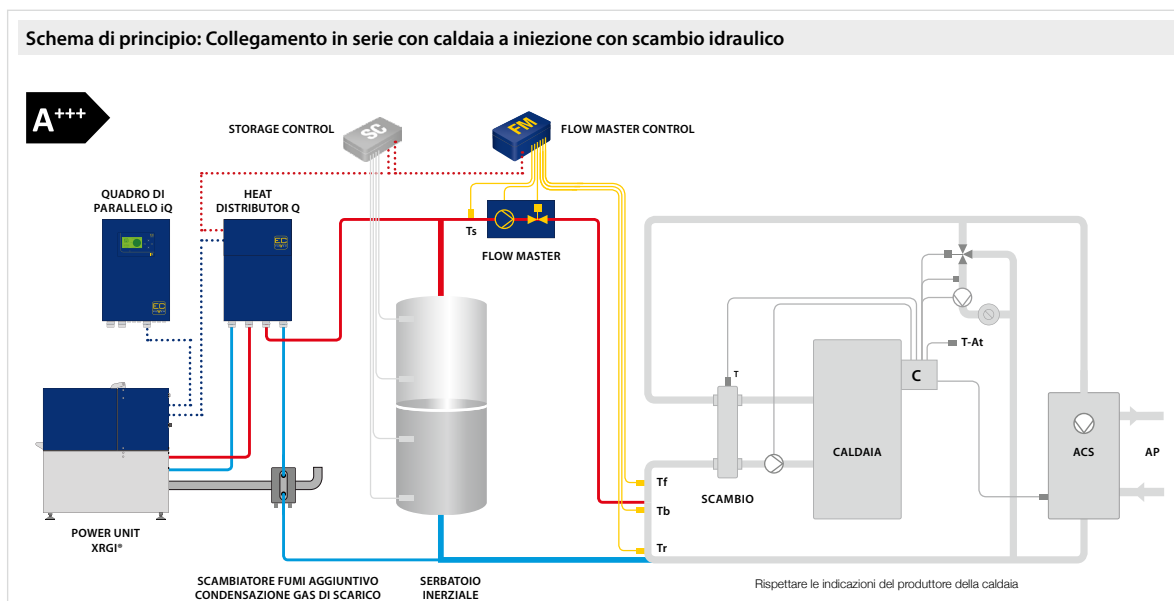 Schema di principio: Collegamento in serie con caldaia a iniezione con scambio idraulico
A+++
STORAGE CONTROL
SC
FM
FLOW MASTER CONTROL
QUADRO DI
PARALLELO iQ
HEAT
DISTRIBUTOR Q
EC
EC
Ts
FLOW MASTER
T-At
T
C
CALDAIA
ACS
AP
SCAMBIO
Tf
Tb
Tr
POWER UNIT
XRGI®
SCAMBIATORE FUMI AGGIUNTIVO
CONDENSAZIONE GAS DI SCARICO
SERBATOIO
INERZIALE
Rispettare le indicazioni del produttore della caldaia